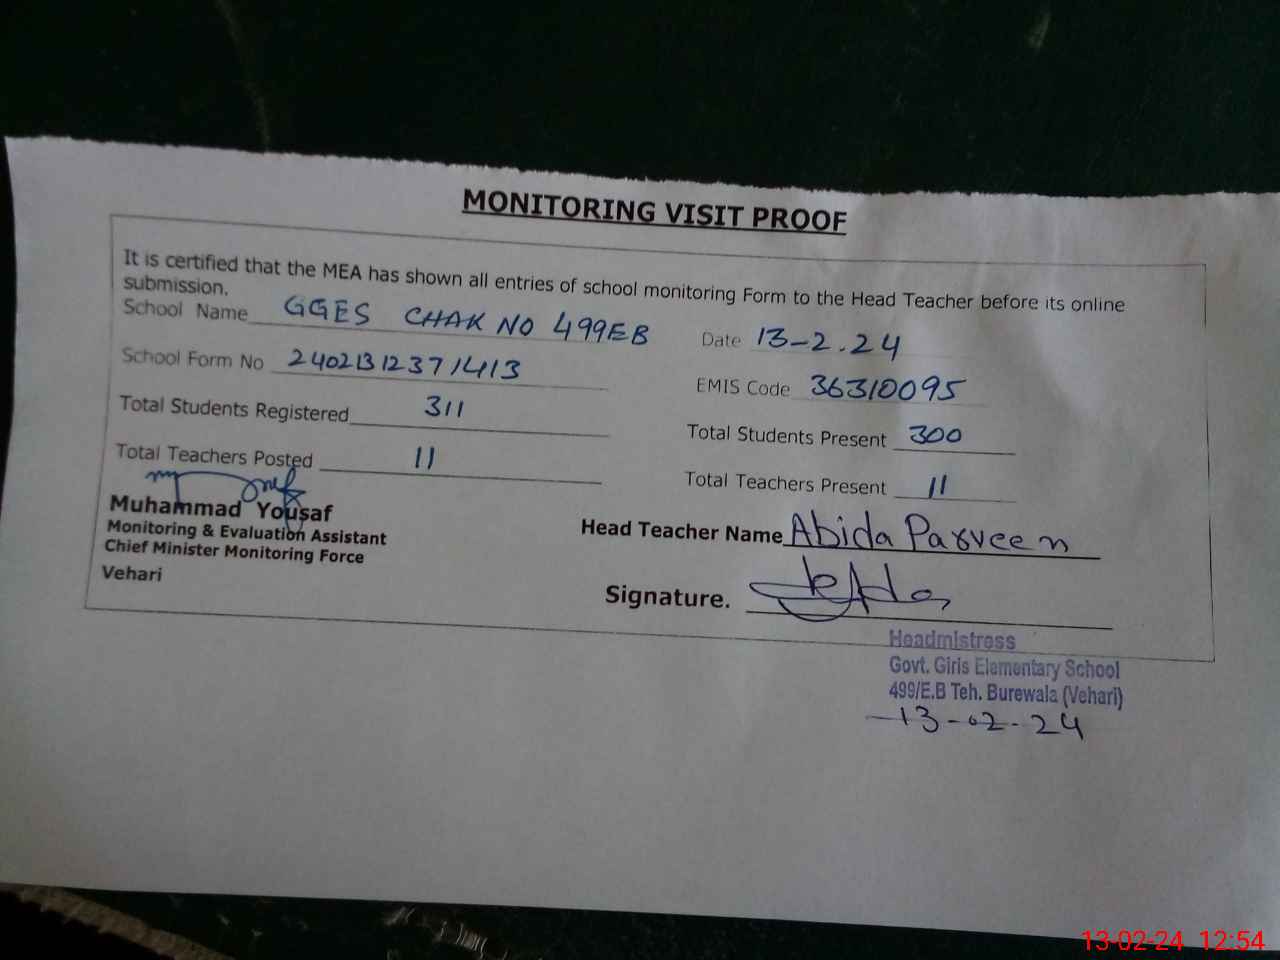 MONITORING VISIT PROOF
It is certified that the MEA has shown all entries of school monitoring Form to the Head Teacher before its online
submission.
School Name GGES CHAK NO 499EB Date 13-2.24
School Form No 24021312371413 EMIS Code 36310095
Total Students Registered 311 Total Students Present 300
Total Teachers Posted 11 Total Teachers Present 11
Muhammad Yousaf
Monitoring & Evaluation Assistant
Chief Minister Monitoring Force
Vehari
Head Teacher Name Abida Parveen
Signature.
Headmistress
Govt. Girls Elementary School
499/E.B Teh. Burewala (Vehari)
13-02-24
13-02-24 12:54